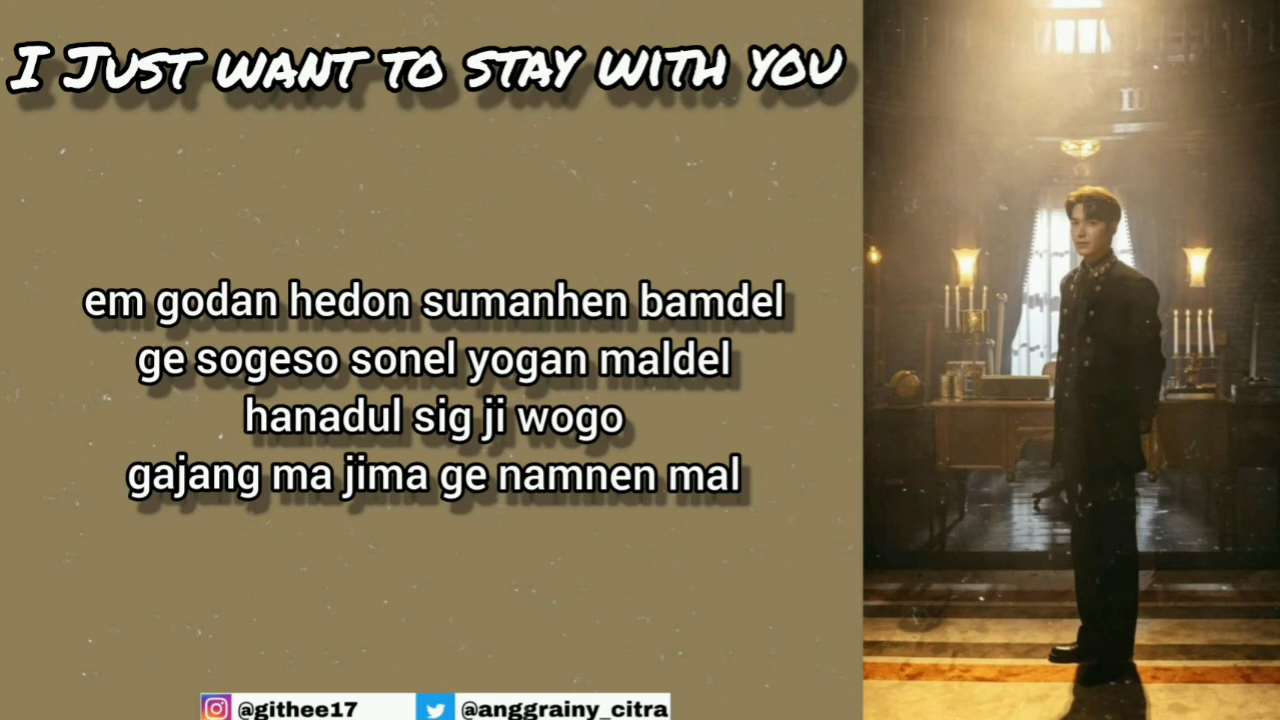 I Just want to stay with you
em godan hedon sumanhen bamdel
ge sogeso sonel yogan maldel
hanadul sig ji wogo
gajang ma jima ge namnen mal
@githee17 @anggrainy_citra